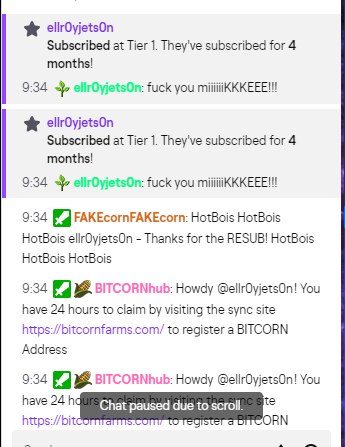 ellr0yjets0n
Subscribed at Tier 1. They've subscribed for 4
months!
9:34 ellr0yjets0n: fuck you miiiiiiKKKEEE!!!
ellr0yjets0n
Subscribed at Tier 1. They've subscribed for 4
months!
9:34 ellr0yjets0n: fuck you miiiiiiKKKEEE!!!
9:34 FAKEcornFAKEcorn: HotBois HotBois
HotBois ellr0yjets0n - Thanks for the RESUB! HotBois
HotBois HotBois
9:34 BITCORNhub: Howdy @ellr0yjets0n! You
have 24 hours to claim by visiting the sync site
https://bitcornfarms.com/ to register a BITCORN
Address
9:34 BITCORNhub: Howdy @ellr0yjets0n! You
have 24 hours to claim by visiting the sync site
Chat paused due to scroll.
https://bitcornfarms.com/ to register a BITCORN